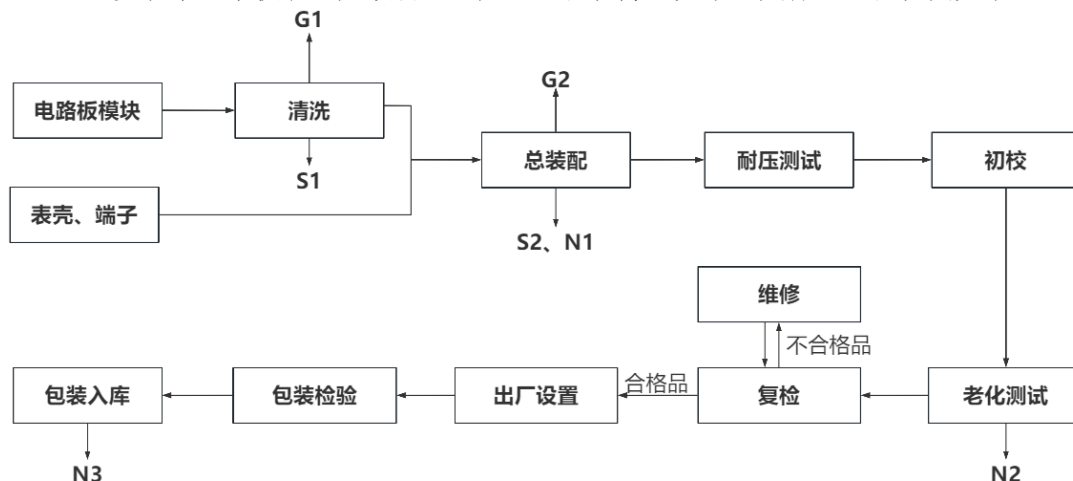 G1
G2
电路板模块
清洗
总装配
耐压测试
初校
S1
表壳、端子
S2、N1
维修
不合格品
合格品
包装入库
包装检验
出厂设置
复检
老化测试
N3
N2